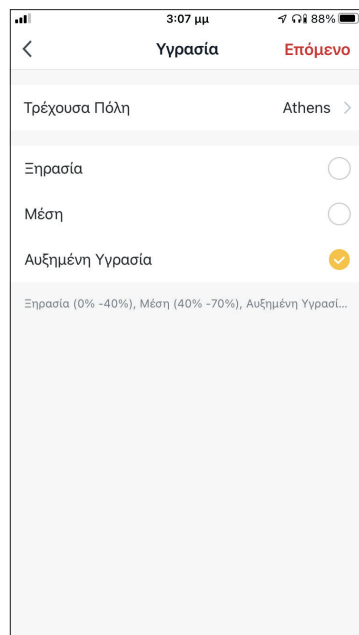 3:07 μμ 88%
Υγρασία Επόμενο
Τρέχουσα Πόλη Athens
Ξηρασία
Μέση
Αυξημένη Υγρασία
Ξηρασία (0% -40%), Μέση (40% -70%), Αυξημένη Υγρασί...